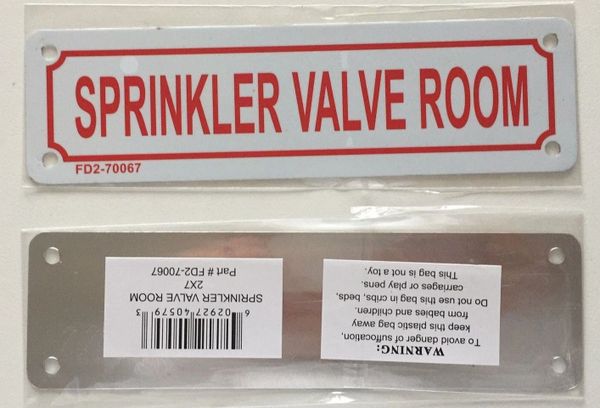 SPRINKLER VALVE ROOM
FD2-70067
6 02927 40579 3
SPRINKLER VALVE ROOM
2X7
Part # FD2-70067
WARNING:
To avoid danger of suffocation,
keep this plastic bag away
from babies and children.
Do not use this bag cribs, beds,
carriages or play pens.
This bag is not a toy.